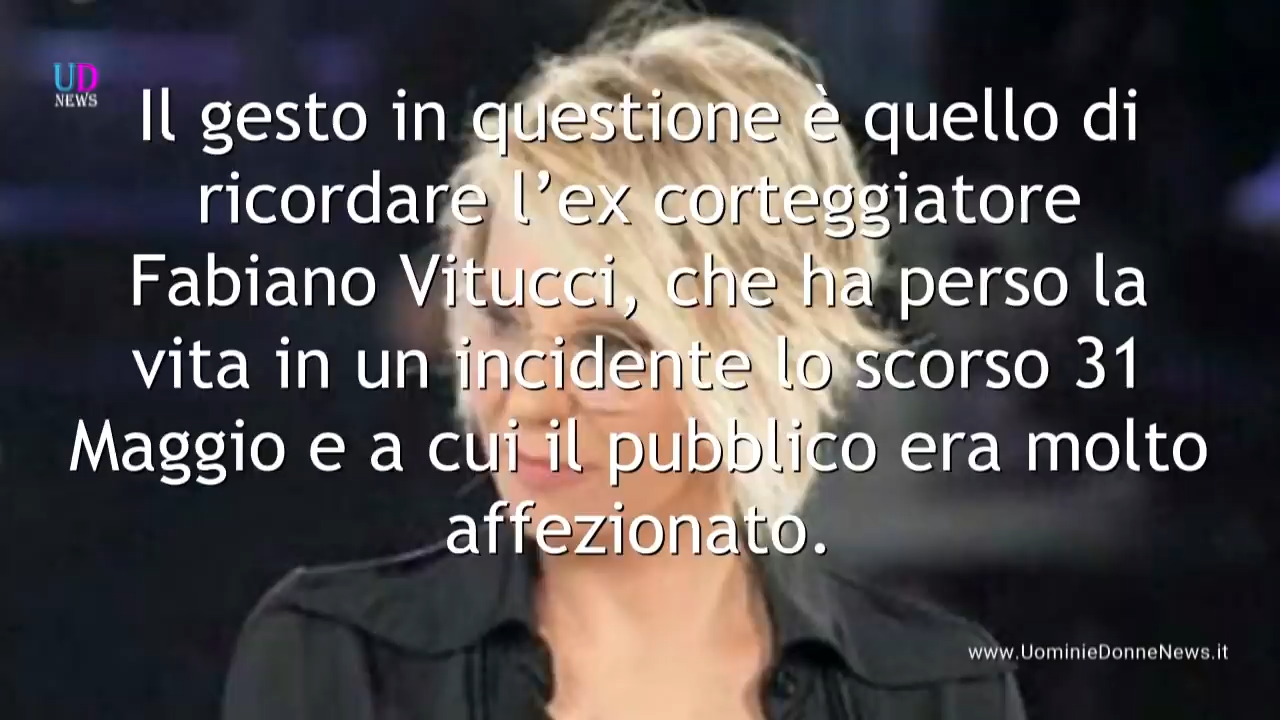 UD
NEWS
Il gesto in questione è quello di
ricordare l’ex corteggiatore
Fabiano Vitucci, che ha perso la
vita in un incidente lo scorso 31
Maggio e a cui il pubblico era molto
affezionato.
www.UominieDonneNews.it